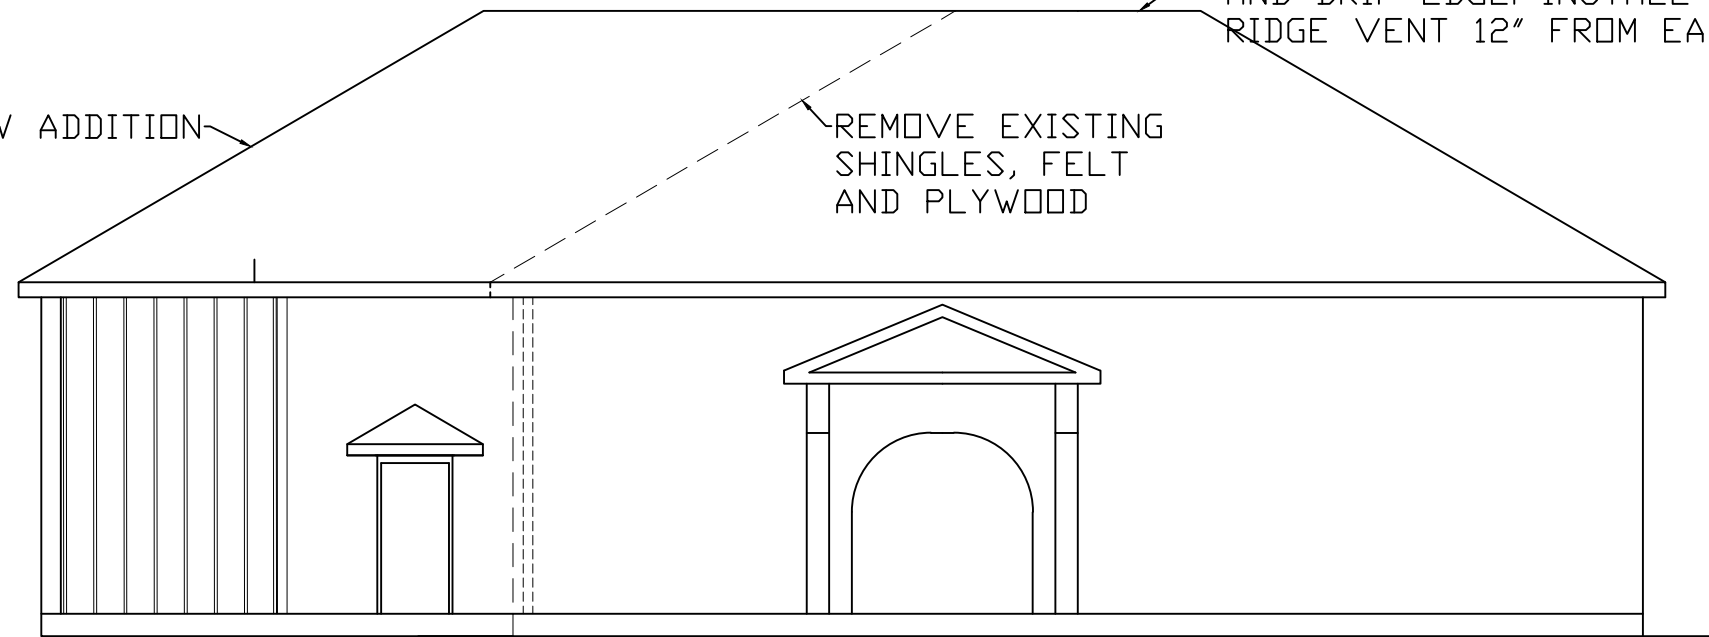 RIDGE VENT 12" FROM EA
ADDITION
REMOVE EXISTING
SHINGLES, FELT
AND PLYWOOD